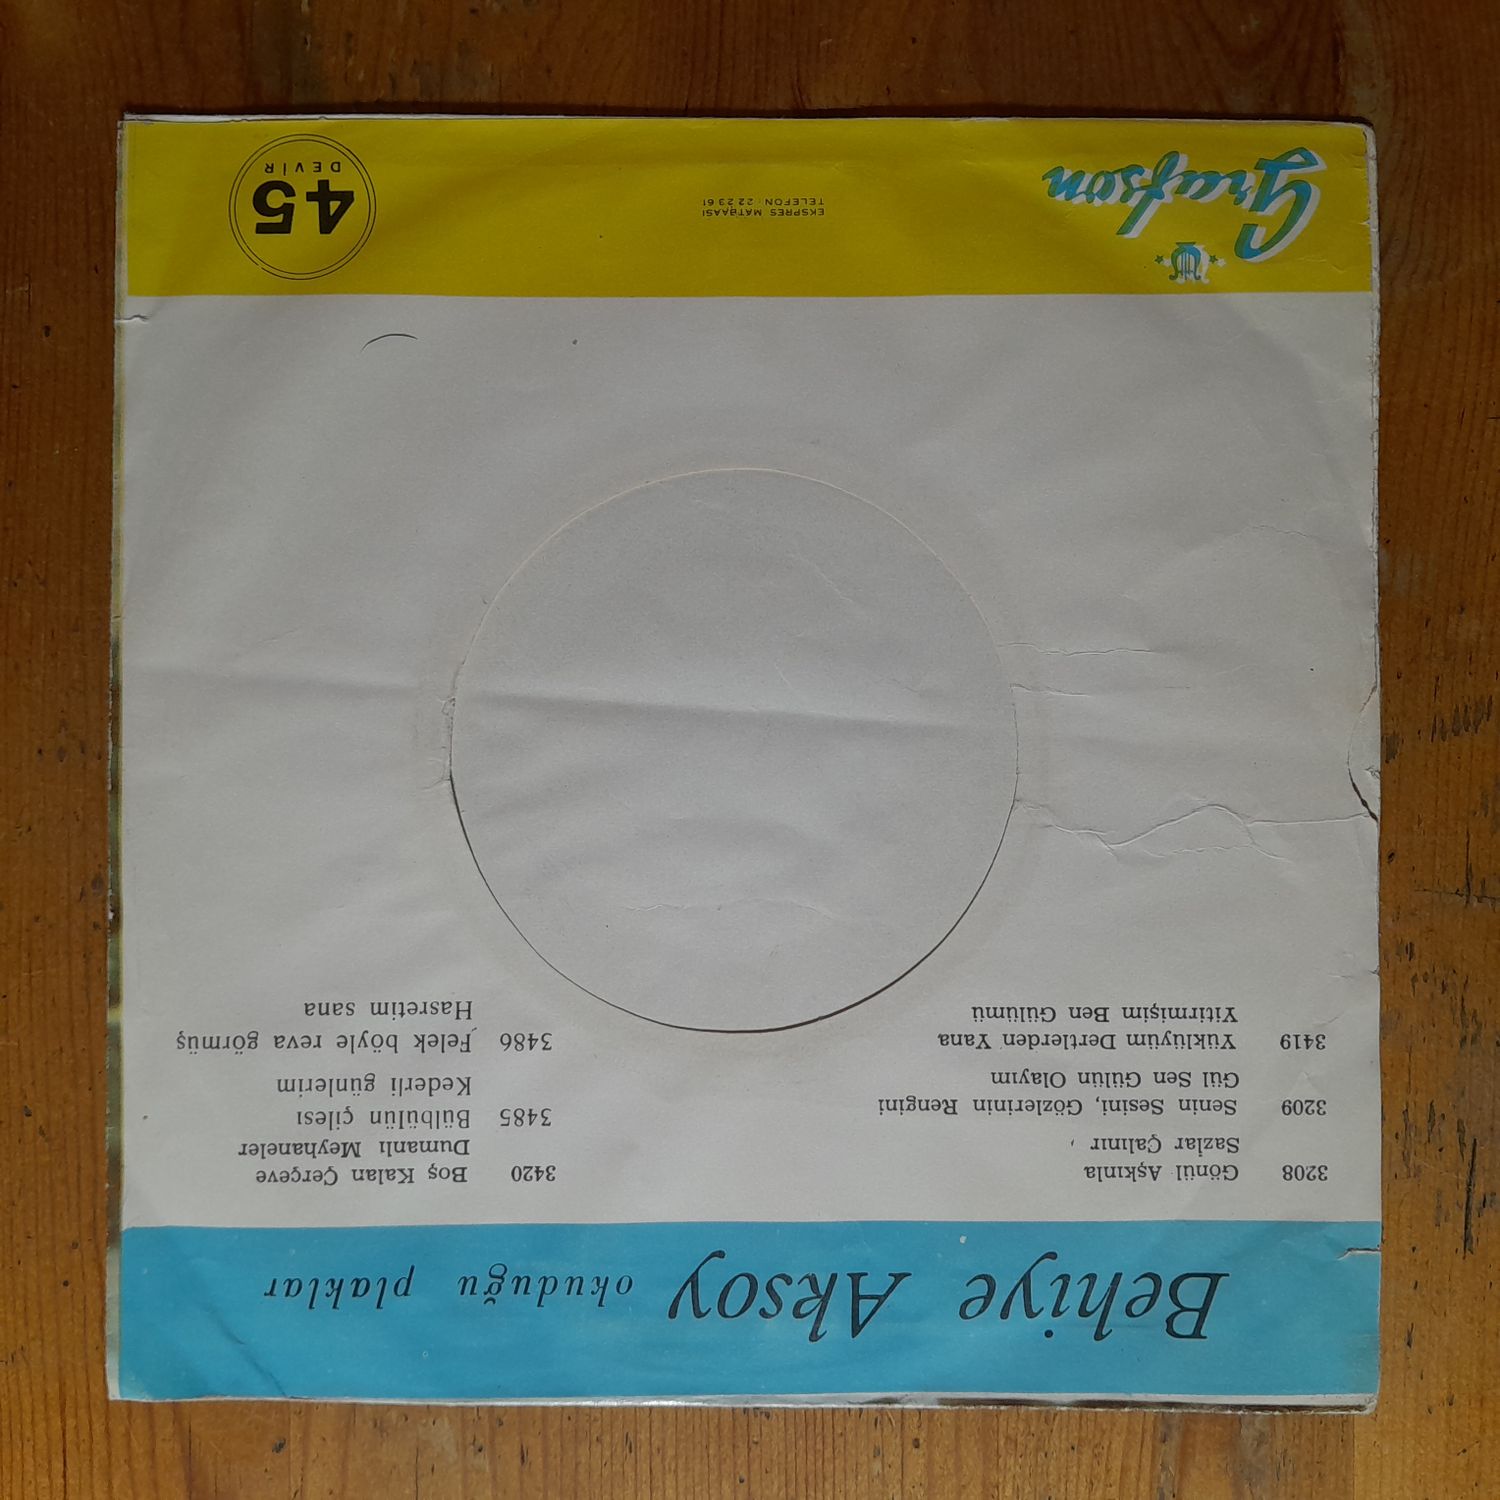 Behiye Aksoy okuduğu plaklar
3208 Gönül Aşkınla
Sazlar Çalınır
3209 Senin Sesini, Gözlerinin Rengini
Gül Sen Gülün Olayım
3419 Yüklüyüm Dertlerden Yana
Yitirmişim Ben Gülümü
3420 Boş Kalan Çerçeve
Dumanlı Meyhaneler
3485 Bülbülün çilesi
Kederli günlerim
3486 Felek böyle reva görmüş
Hasretim sana
Grafson
EKSPRES MATBAASI
TELEFON : 22 23 61
45
DEVİR